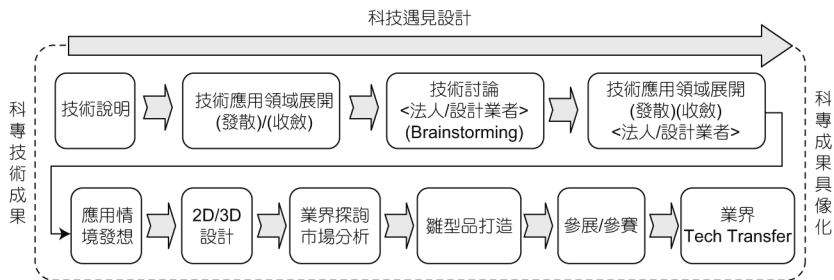 科技遇見設計
科專技術成果
技術說明
技術應用領域展開
(發散)/(收斂)
技術討論
<法人/設計業者>
(Brainstorming)
技術應用領域展開
(發散)(收斂)
<法人/設計業者>
科專成果具像化
應用情
境發想
2D/3D
設計
業界探詢
市場分析
雛型品打造
參展/參賽
業界
Tech Transfer